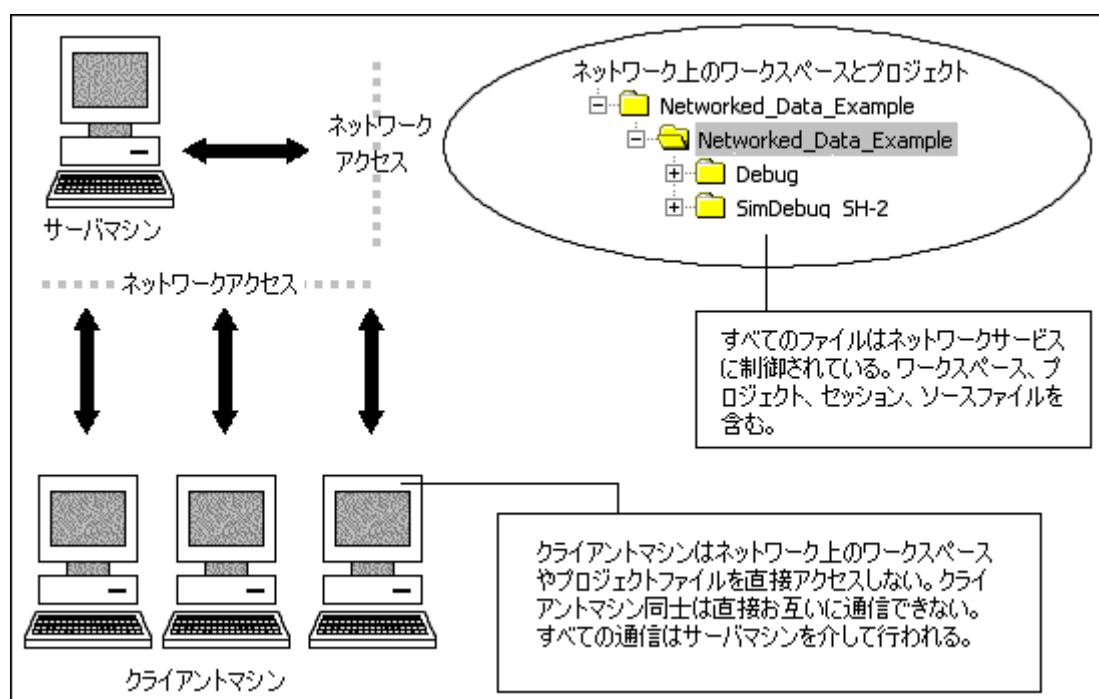 ネットワーク上のワークスペースとプロジェクト
Networked_Data_Example
Networked_Data_Example
Debug
SimDebug_SH-2
ネットワーク
アクセス
サーバマシン
ネットワークアクセス
すべてのファイルはネットワークサービス
に制御されている。ワークスペース、プ
ロジェクト、セッション、ソースファイルを
含む。
クライアントマシンはネットワーク上のワークスペース
やプロジェクトファイルを直接アクセスしない。クライ
アントマシン同士は直接お互いに通信できない。
すべての通信はサーバマシンを介して行われる。
クライアントマシン